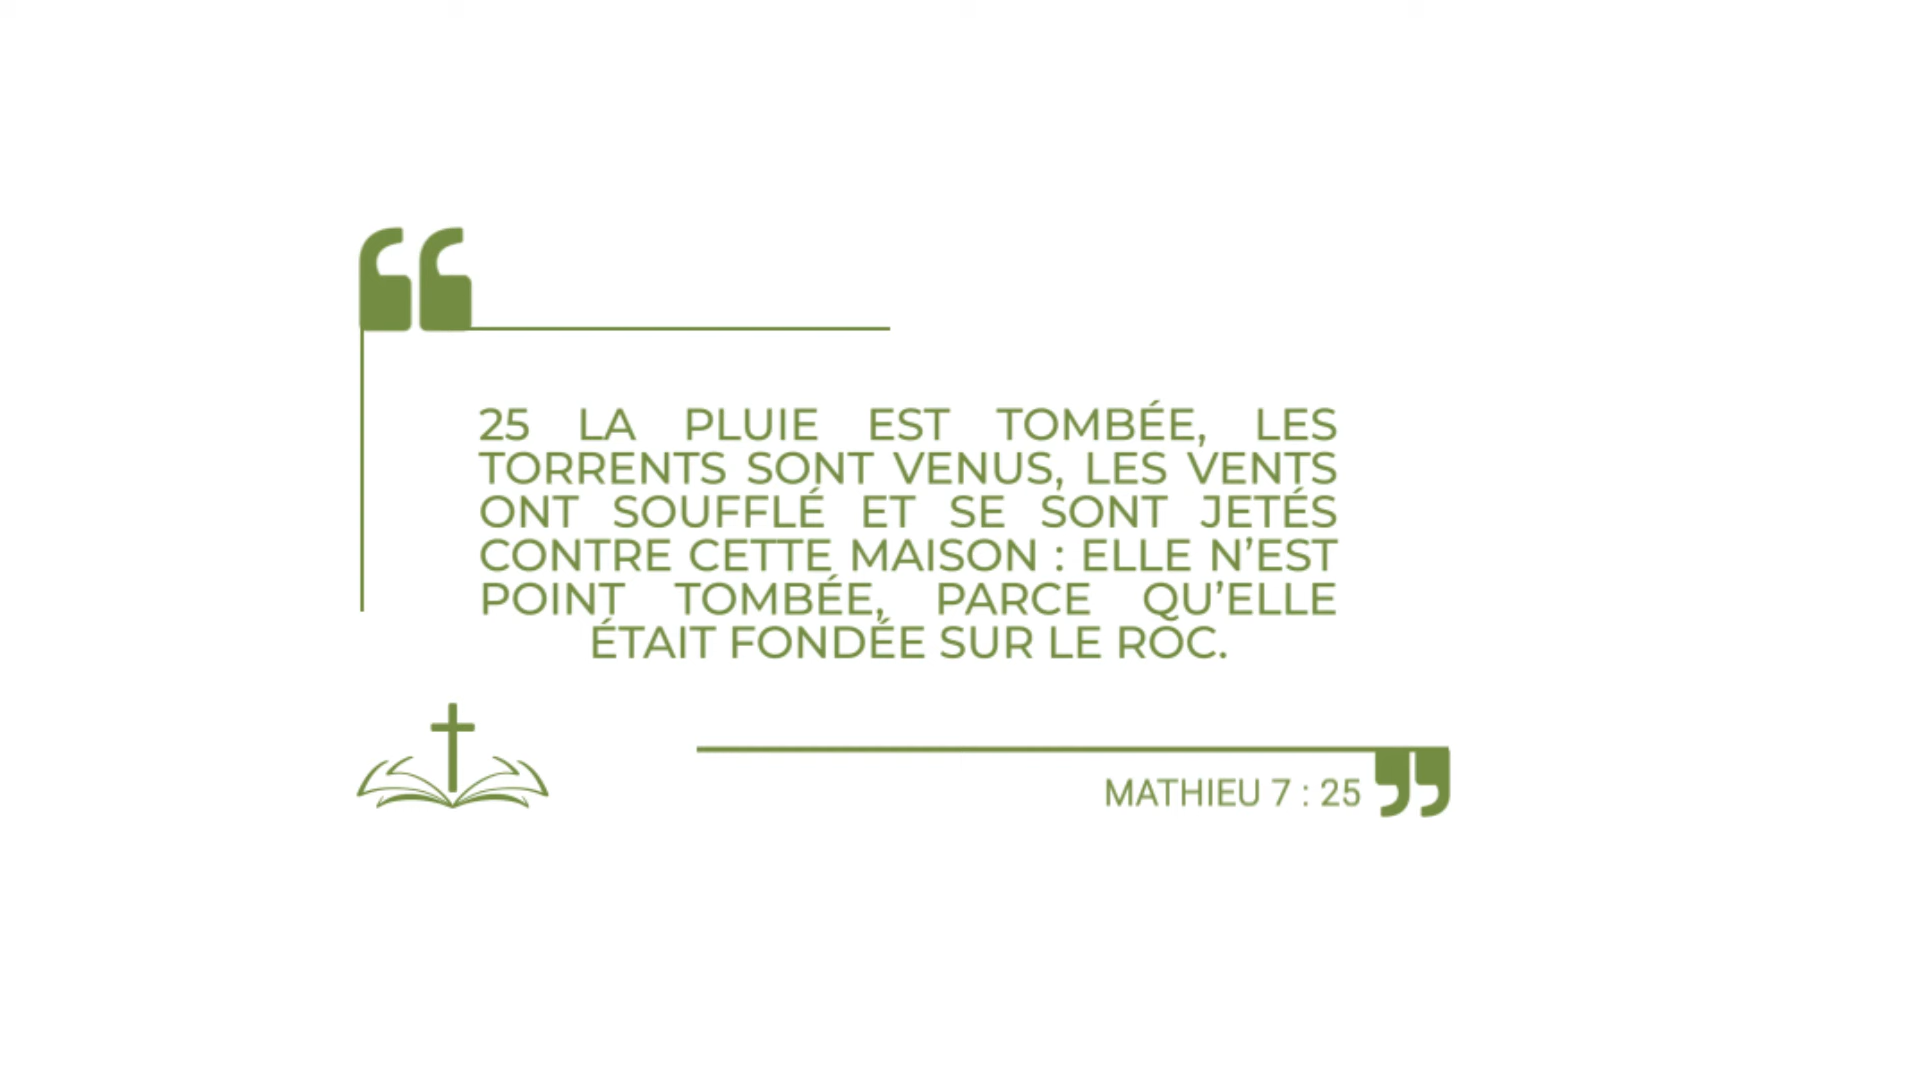 25 LA PLUIE EST TOMBÉE, LES
TORRENTS SONT VENUS, LES VENTS
ONT SOUFFLÉ ET SE SONT JETÉS
CONTRE CETTE MAISON : ELLE N’EST
POINT TOMBÉE, PARCE QU’ELLE
ÉTAIT FONDÉE SUR LE ROC.
MATHIEU 7 : 25